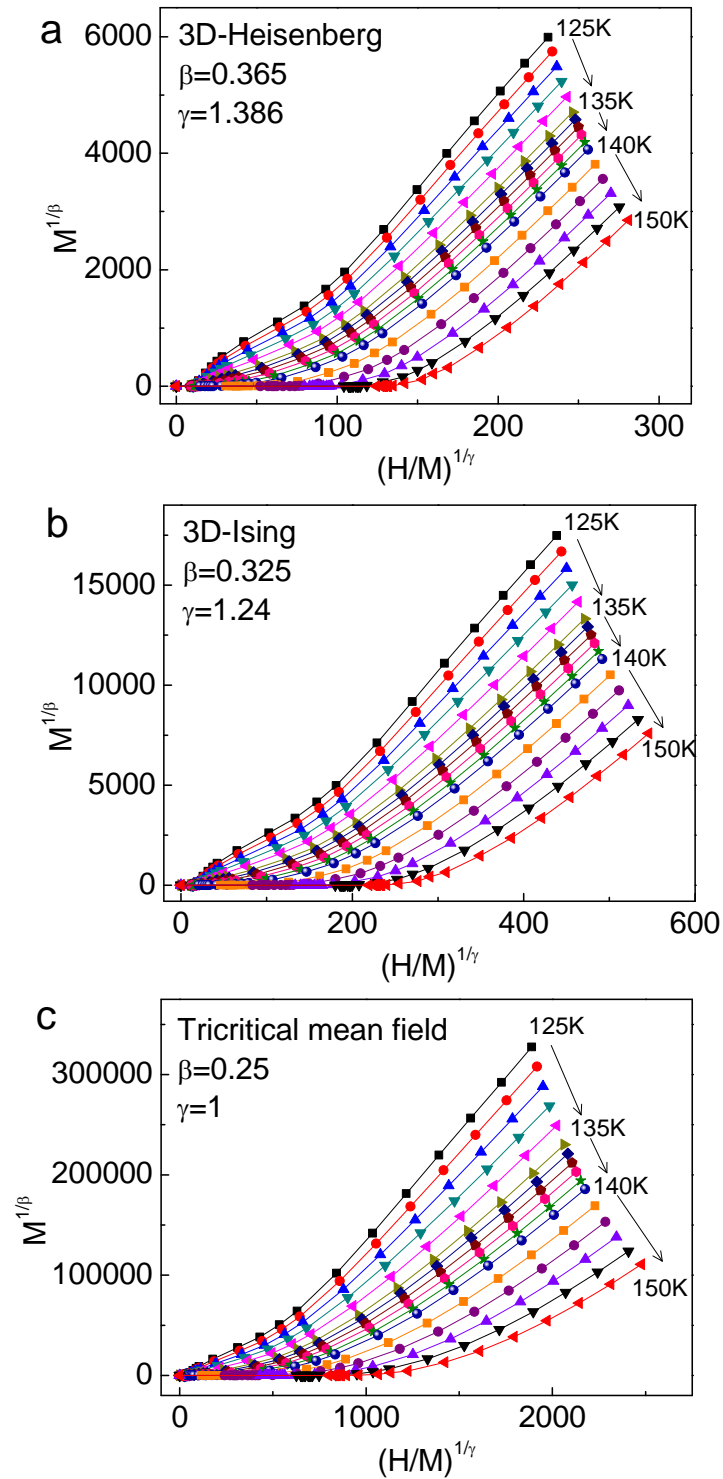 a
3D-Heisenberg
β=0.365
γ=1.386
125K
135K
140K
150K
6000
4000
2000
0
M^{1/β}
0 100 200 300
(H/M)^{1/γ}
b
3D-Ising
β=0.325
γ=1.24
125K
135K
140K
150K
15000
10000
5000
0
M^{1/β}
0 200 400 600
(H/M)^{1/γ}
c
Tricritical mean field
β=0.25
γ=1
125K
135K
140K
150K
300000
200000
100000
0
M^{1/β}
0 1000 2000
(H/M)^{1/γ}